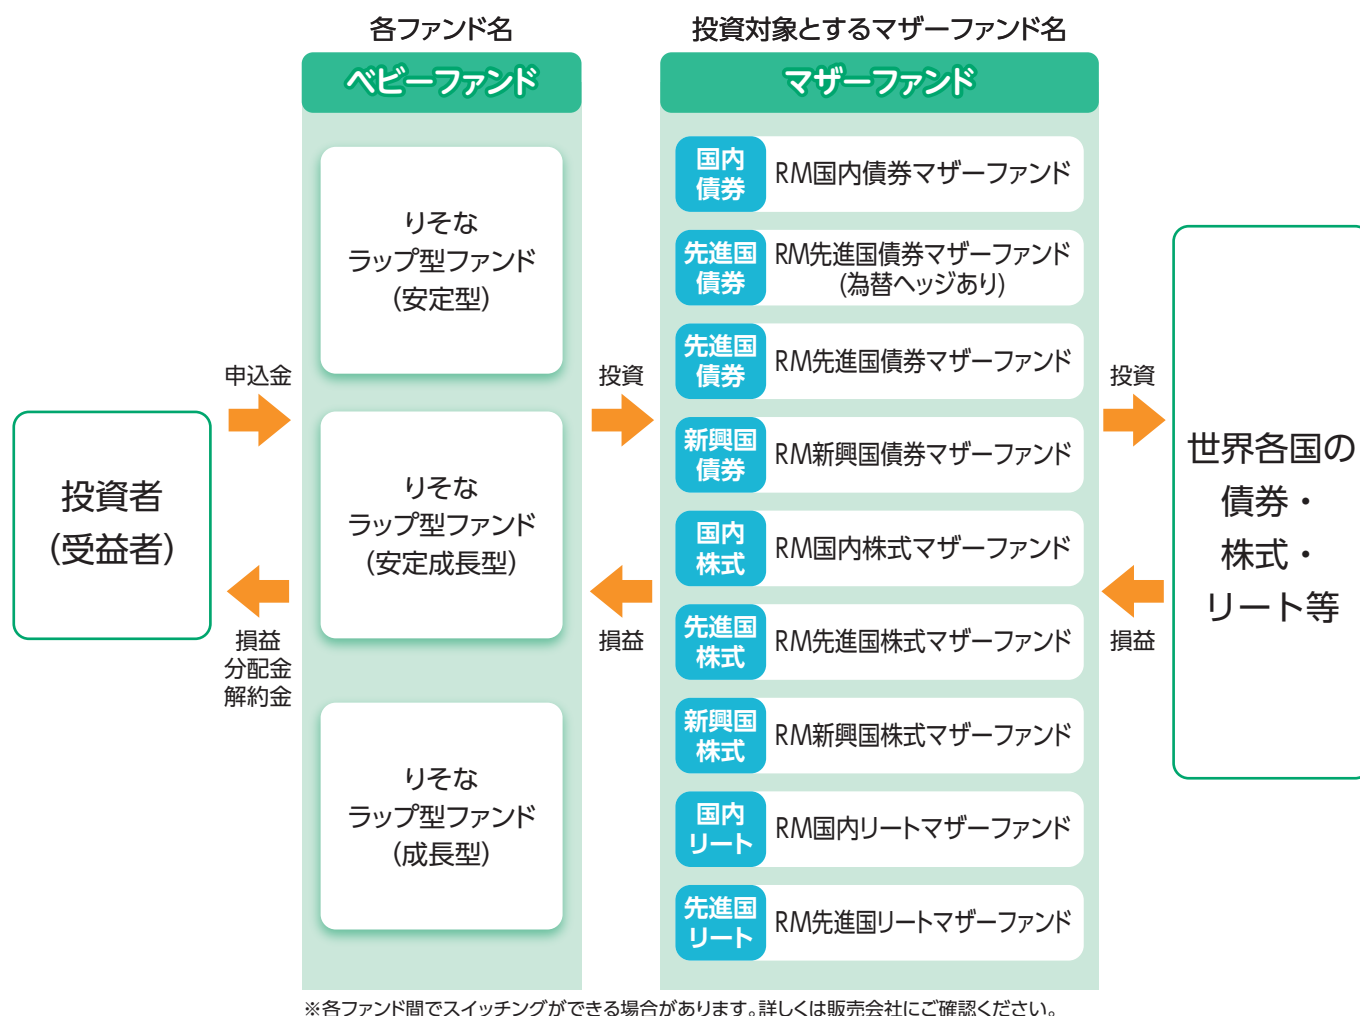 各ファンド名
投資対象とするマザーファンド名
ベビーファンド
マザーファンド
投資者
(受益者)
申込金
損益
分配金
解約金
りそな
ラップ型ファンド
(安定型)
りそな
ラップ型ファンド
(安定成長型)
りそな
ラップ型ファンド
(成長型)
投資
損益
国内
債券
RM国内債券マザーファンド
先進国
債券
RM先進国債券マザーファンド
(為替ヘッジあり)
先進国
債券
RM先進国債券マザーファンド
新興国
債券
RM新興国債券マザーファンド
国内
株式
RM国内株式マザーファンド
先進国
株式
RM先進国株式マザーファンド
新興国
株式
RM新興国株式マザーファンド
国内
リート
RM国内リートマザーファンド
先進国
リート
RM先進国リートマザーファンド
投資
損益
世界各国の
債券・
株式・
リート等
※各ファンド間でスイッチングができる場合があります。詳しくは販売会社にご確認ください。